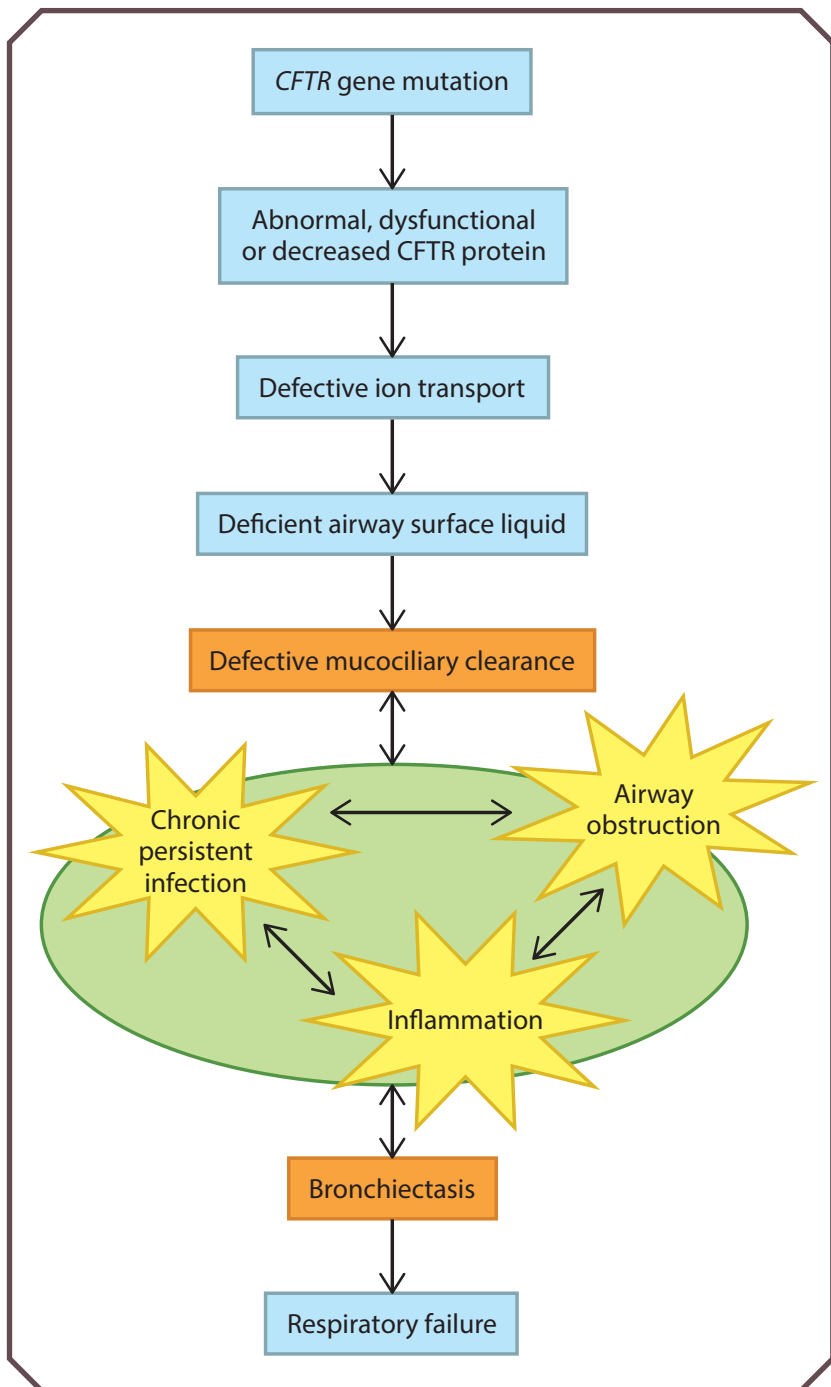 CFTR gene mutation
Abnormal, dysfunctional
or decreased CFTR protein
Defective ion transport
Deficient airway surface liquid
Defective mucociliary clearance
Chronic
persistent
infection
Airway
obstruction
Inflammation
Bronchiectasis
Respiratory failure